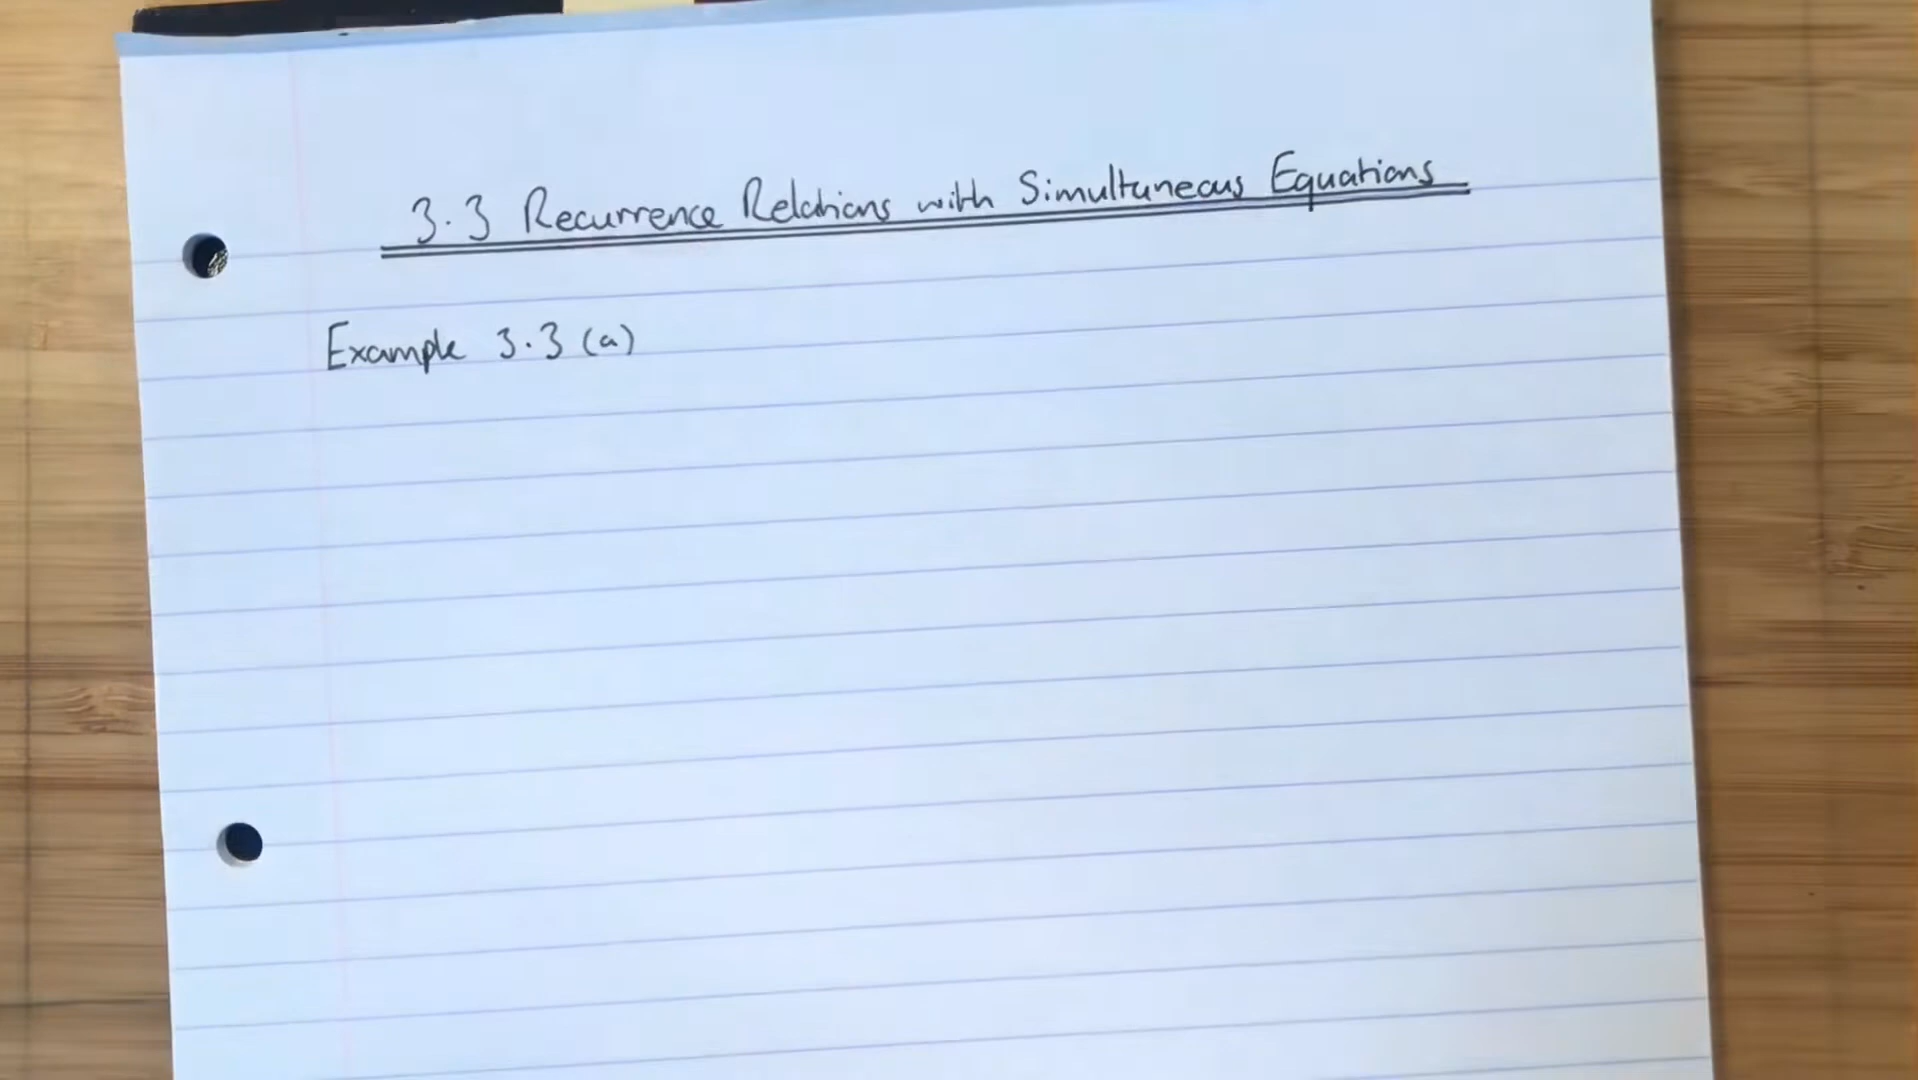 3.3 Recurrence Relations with Simultaneous Equations
Example 3.3 (a)